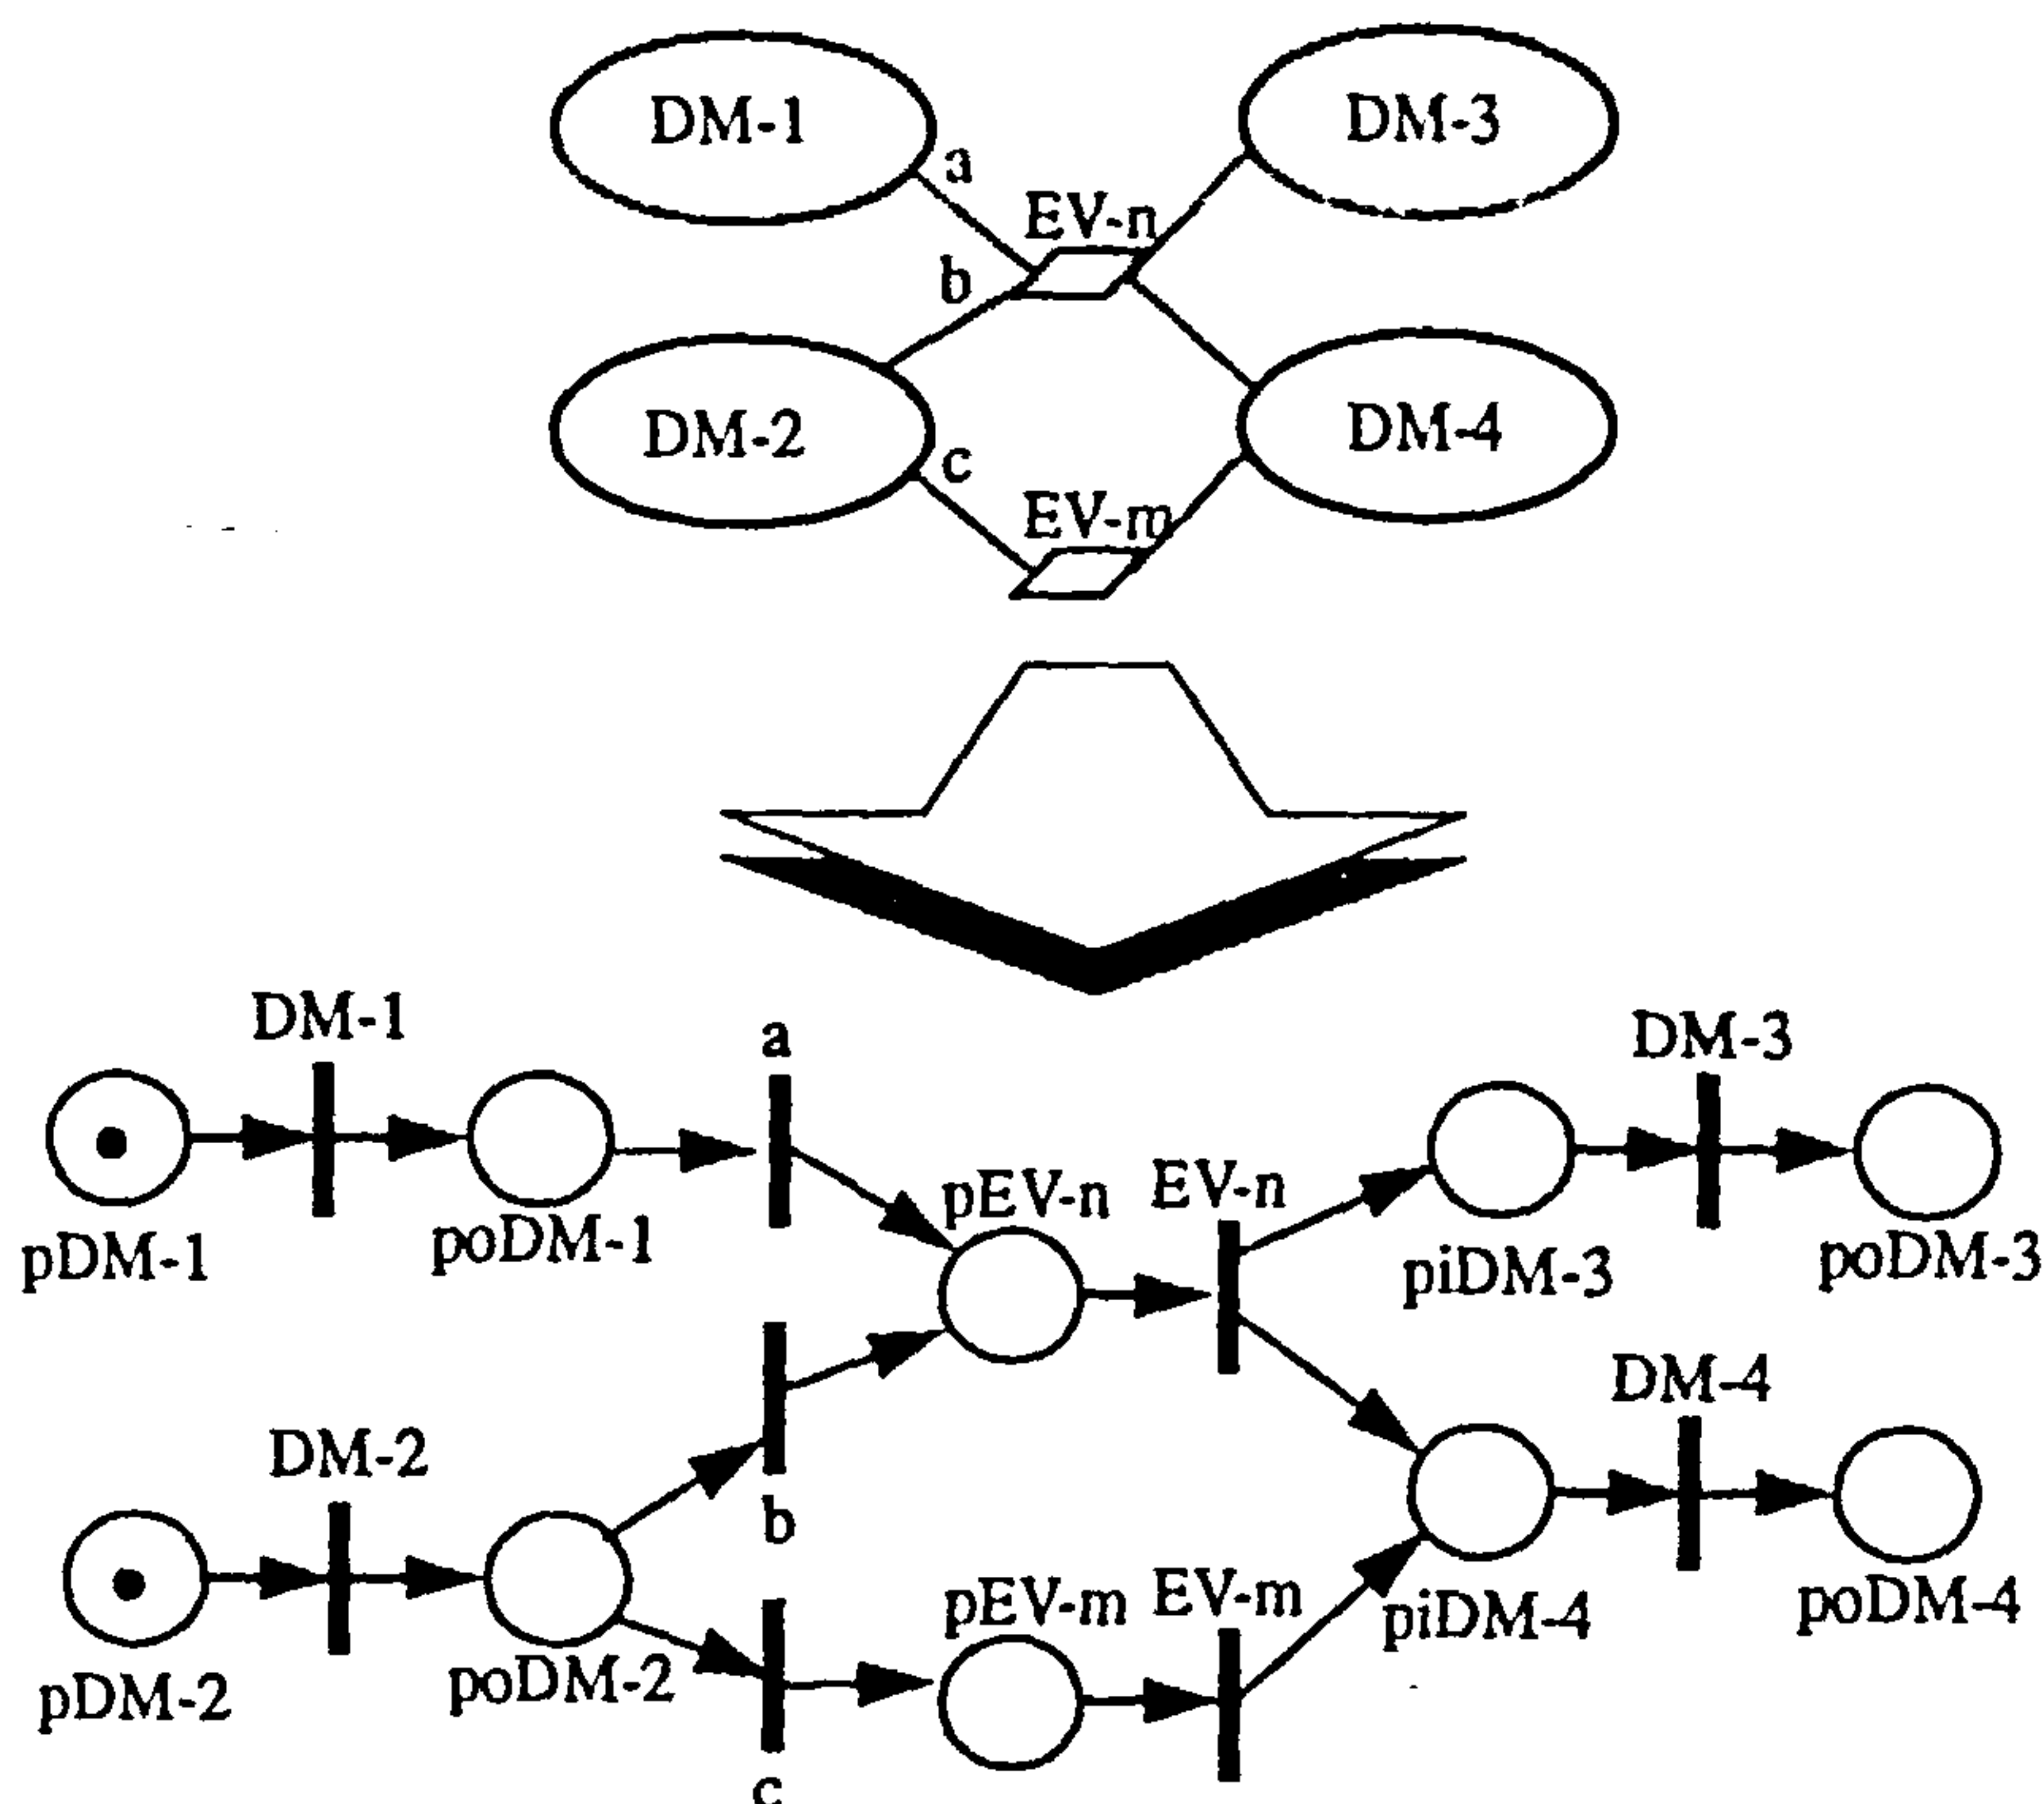 DM-1
DM-3
a
EV-n
b
DM-2
DM-4
c
EV-m
DM-1
a
DM-3
pEV-n
EV-n
pDM-1
poDM-1
piDM-3
poDM-3
DM-4
DM-2
b
pEV-m
EV-m
piDM-4
poDM-4
pDM-2
poDM-2
c